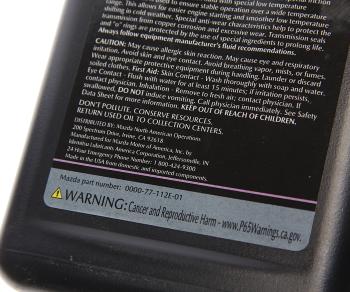 with special low temperature
used to ensure stable operation over a wide temperature
range. This allows for easier starting and smoother low temperature
shifting in cold weather. Special and inert characteristics help to protect the
transmission from copper corrosion and excessive wear. Transmission seals
and "o" rings are protected by the use of special ingredients to prolong life.
Always follow equipment manufacturer's fluid recommendations.
CAUTION: May cause allergic skin reaction. May cause eye and respiratory
irritation. Avoid skin and eye contact. Avoid breathing vapor, mists, or fumes.
Wear appropriate protective equipment during handling. Launder or discard
soiled clothes. First Aid: Skin Contact - Wash thoroughly with soap and water.
Eye Contact - Flush with water for at least 15 minutes; if irritation persists,
contact physician. Inhalation - Remove to fresh air; contact physician. If
swallowed, DO NOT induce vomiting. Call physician immediately. See Safety
Data Sheet for more information. KEEP OUT OF REACH OF CHILDREN.
DON'T POLLUTE. CONSERVE RESOURCES.
RETURN USED OIL TO COLLECTION CENTERS.
DISTRIBUTED BY: Mazda North American Operations
200 Spectrum Drive, Irvine, CA 92618
Manufactured for Mazda Motor of America, Inc. by
Idemitsu Lubricants America Corporation, Jeffersonville, IN
24 Hour Emergency Phone Number: 1 800-424-9300
Made in the USA from domestic and imported components.
Mazda part number: 0000-77-112E-01
WARNING: Cancer and Reproductive Harm - www.P65Warnings.ca.gov.